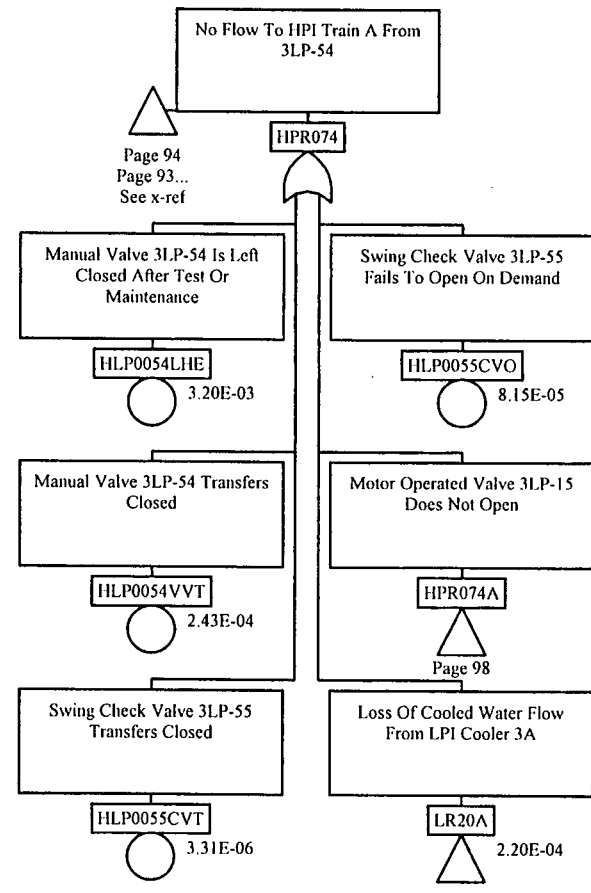 No Flow To HPI Train A From
3LP-54
HPR074
Page 94
Page 93...
See x-ref
Manual Valve 3LP-54 Is Left
Closed After Test Or
Maintenance
HLP0054LHE
3.20E-03
Swing Check Valve 3LP-55
Fails To Open On Demand
HLP0055CVO
8.15E-05
Manual Valve 3LP-54 Transfers
Closed
HLP0054VVT
2.43E-04
Motor Operated Valve 3LP-15
Does Not Open
HPR074A
Page 98
Swing Check Valve 3LP-55
Transfers Closed
HLP0055CVT
3.31E-06
Loss Of Cooled Water Flow
From LPI Cooler 3A
LR20A
2.20E-04